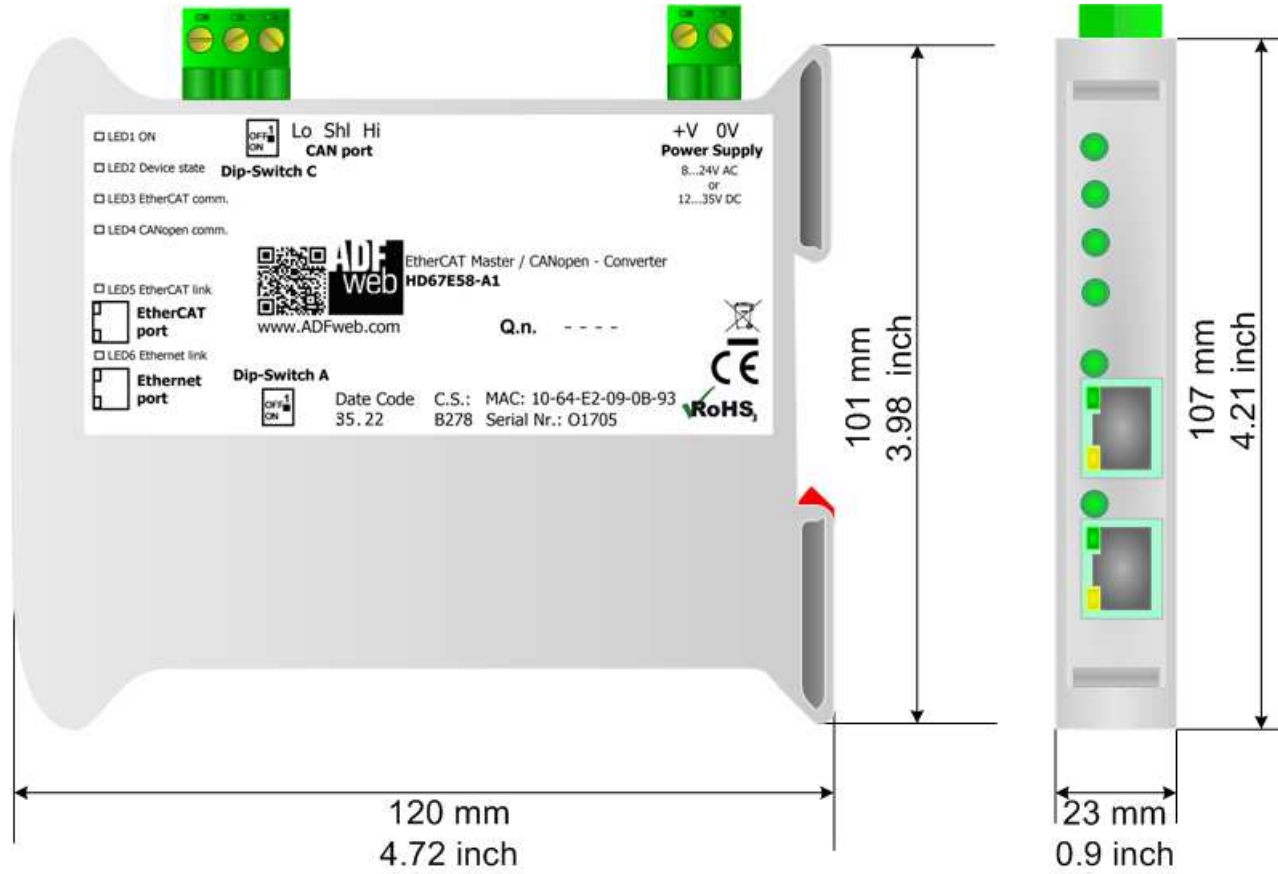 LED1 ON
LED2 Device state
LED3 EtherCAT comm.
LED4 CANopen comm.
LED5 EtherCAT link
EtherCAT
port
LED6 Ethernet link
Ethernet
port
OFF 1
ON
Lo Shl Hi
CAN port
Dip-Switch C
+V 0V
Power Supply
8...24V AC
or
12...35V DC
ADF
web
www.ADFweb.com
EtherCAT Master / CANopen - Converter
HD67E58-A1
Q.n. - - - -
CE
RoHS3
Dip-Switch A
OFF 1
ON
Date Code
35.22
C.S.:
B278
MAC: 10-64-E2-09-0B-93
Serial Nr.: O1705
101 mm
3.98 inch
107 mm
4.21 inch
120 mm
4.72 inch
23 mm
0.9 inch